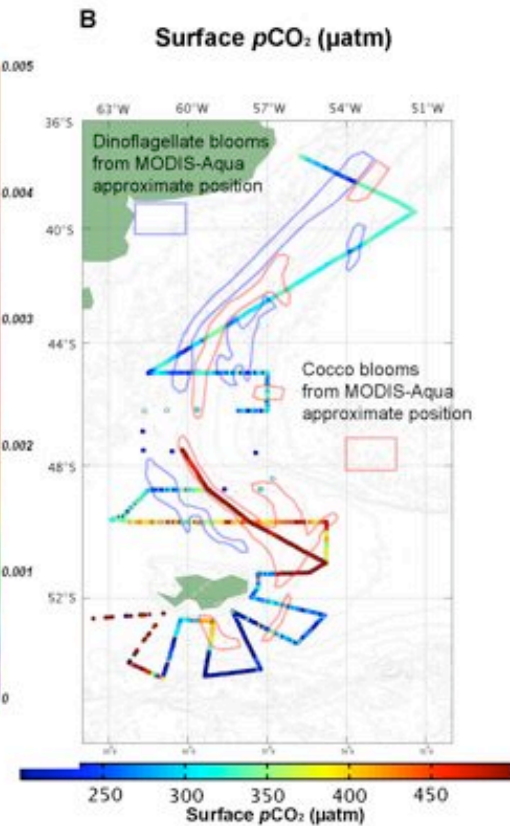 B
Surface pCO₂ (µatm)
0.005
0.004
0.003
0.002
0.001
0
63°W 60°W 57°W 54°W 51°W
36°S
40°S
44°S
48°S
52°S
Dinoflagellate blooms
from MODIS-Aqua
approximate position
Cocco blooms
from MODIS-Aqua
approximate position
250 300 350 400 450
Surface pCO₂ (µatm)